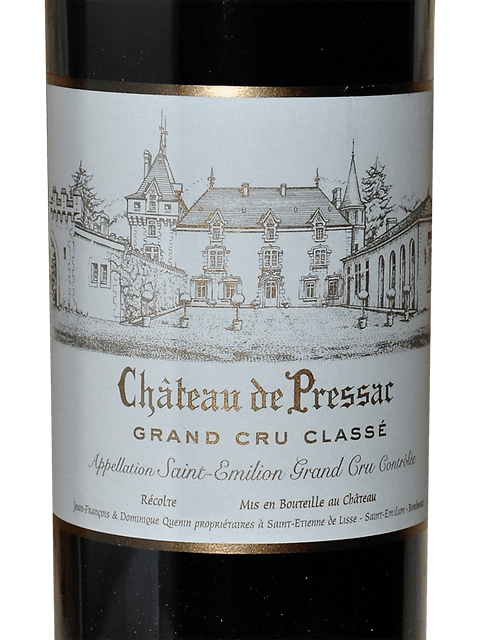 Château de Pressac
GRAND CRU CLASSÉ
Appellation Saint-Emilion Grand Cru Contrôlée
Récolte Mis en Bouteille au Château
Jean-François & Dominique Quenin propriétaires à Saint-Etienne de Lisse - Saint-Emilion - Bordeaux